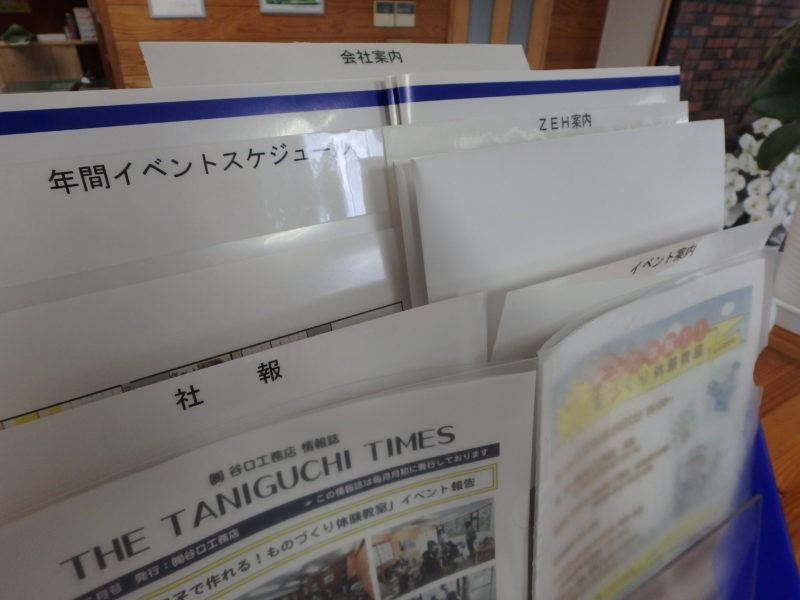 会社案内
年間イベントスケジュール
ZEH案内
イベント案内
社 報
㈱谷口工務店 情報誌
THE TANIGUCHI TIMES
この情報誌は毎月月初に発行しております
月号 発行：㈱谷口工務店
子で作れる！ものづくり体験教室」イベント報告
づくり体験教室